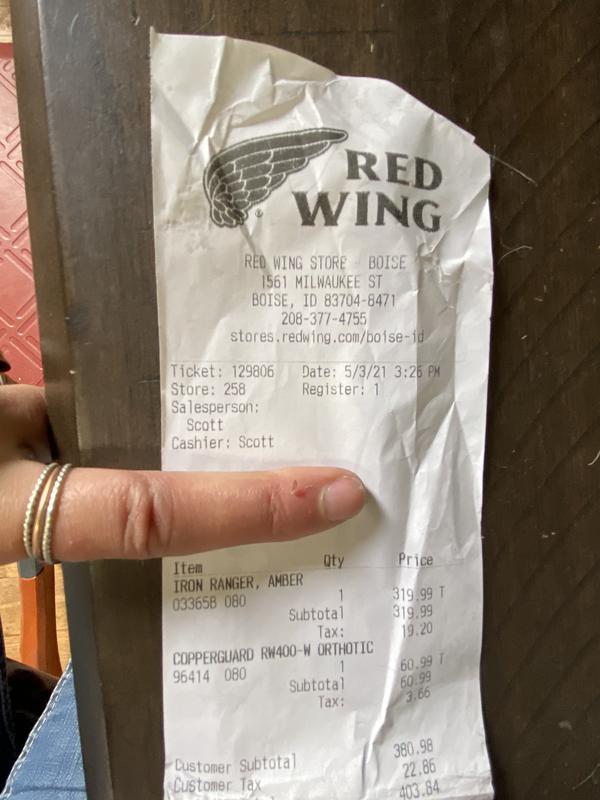 RED
WING
®
RED WING STORE - BOISE
1561 MILWAUKEE ST
BOISE, ID 83704-8471
208-377-4755
stores.redwing.com/boise-id
Ticket: 129806 Date: 5/3/21 3:26 PM
Store: 258 Register: 1
Salesperson:
Scott
Cashier: Scott
Item Qty Price
IRON RANGER, AMBER
03365B 080 1 319.99 T
Subtotal 319.99
Tax: 19.20
COPPERGUARD RW400-W ORTHOTIC
96414 080 1 60.99 T
Subtotal 60.99
Tax: 3.66
Customer Subtotal 380.98
Customer Tax 22.86
403.84